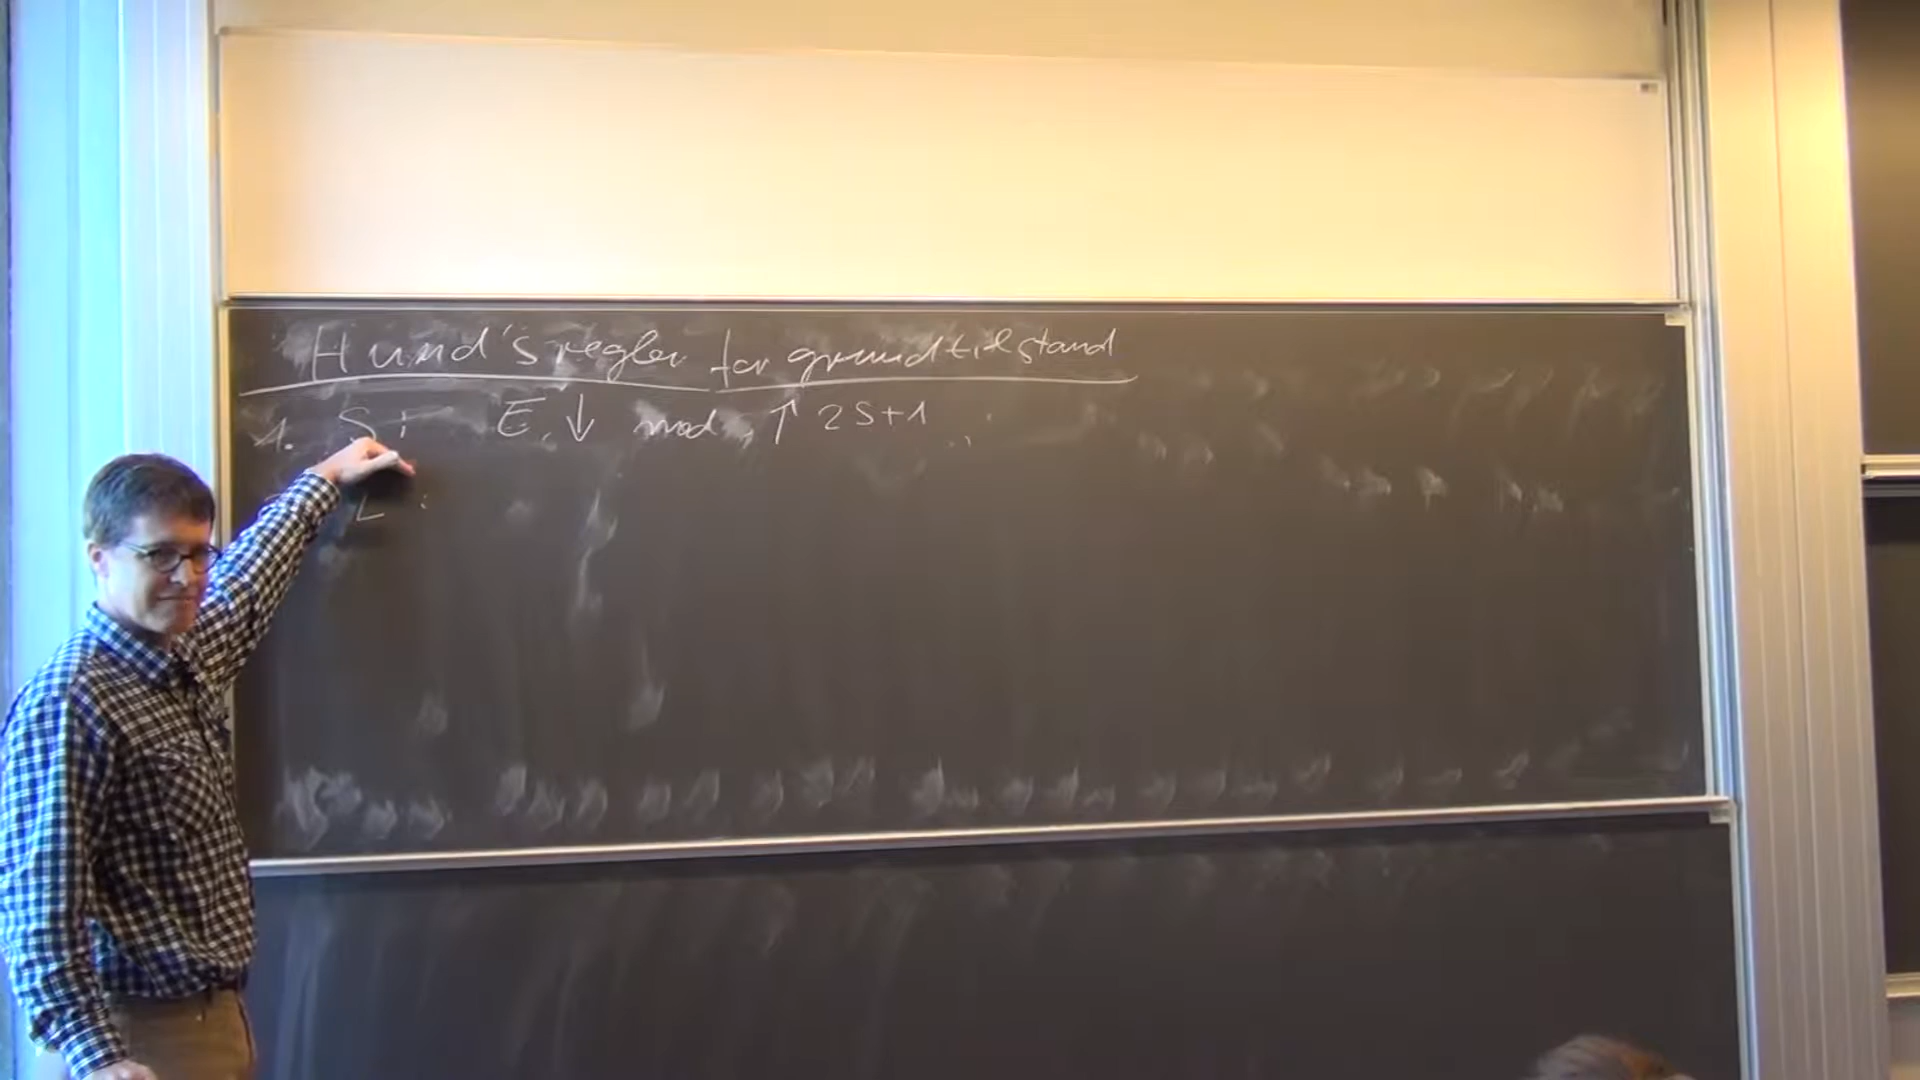 Hund's regler for grundtilstand
1. S: E ↓ med ↑ 2S+1
L :